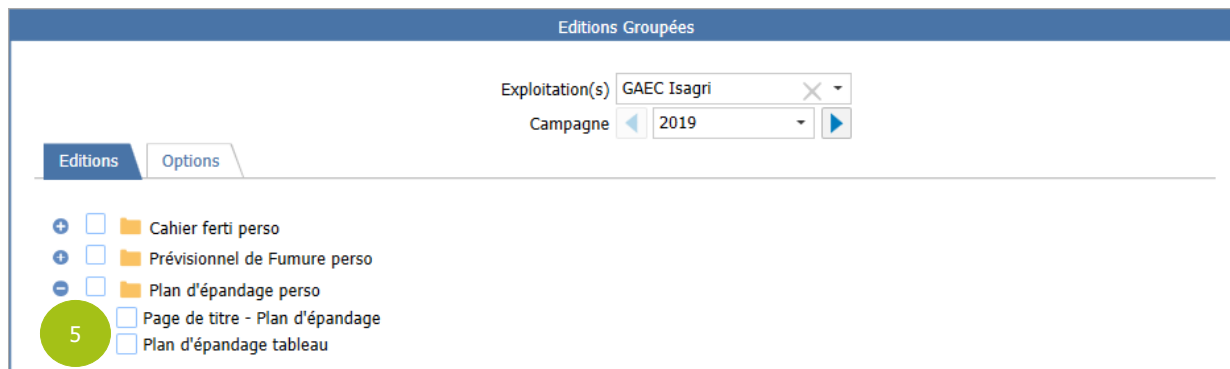 Editions Groupées
Exploitation(s) GAEC Isagri
Campagne 2019
Editions Options
Cahier ferti perso
Prévisionnel de Fumure perso
Plan d'épandage perso
Page de titre - Plan d'épandage
5
Plan d'épandage tableau